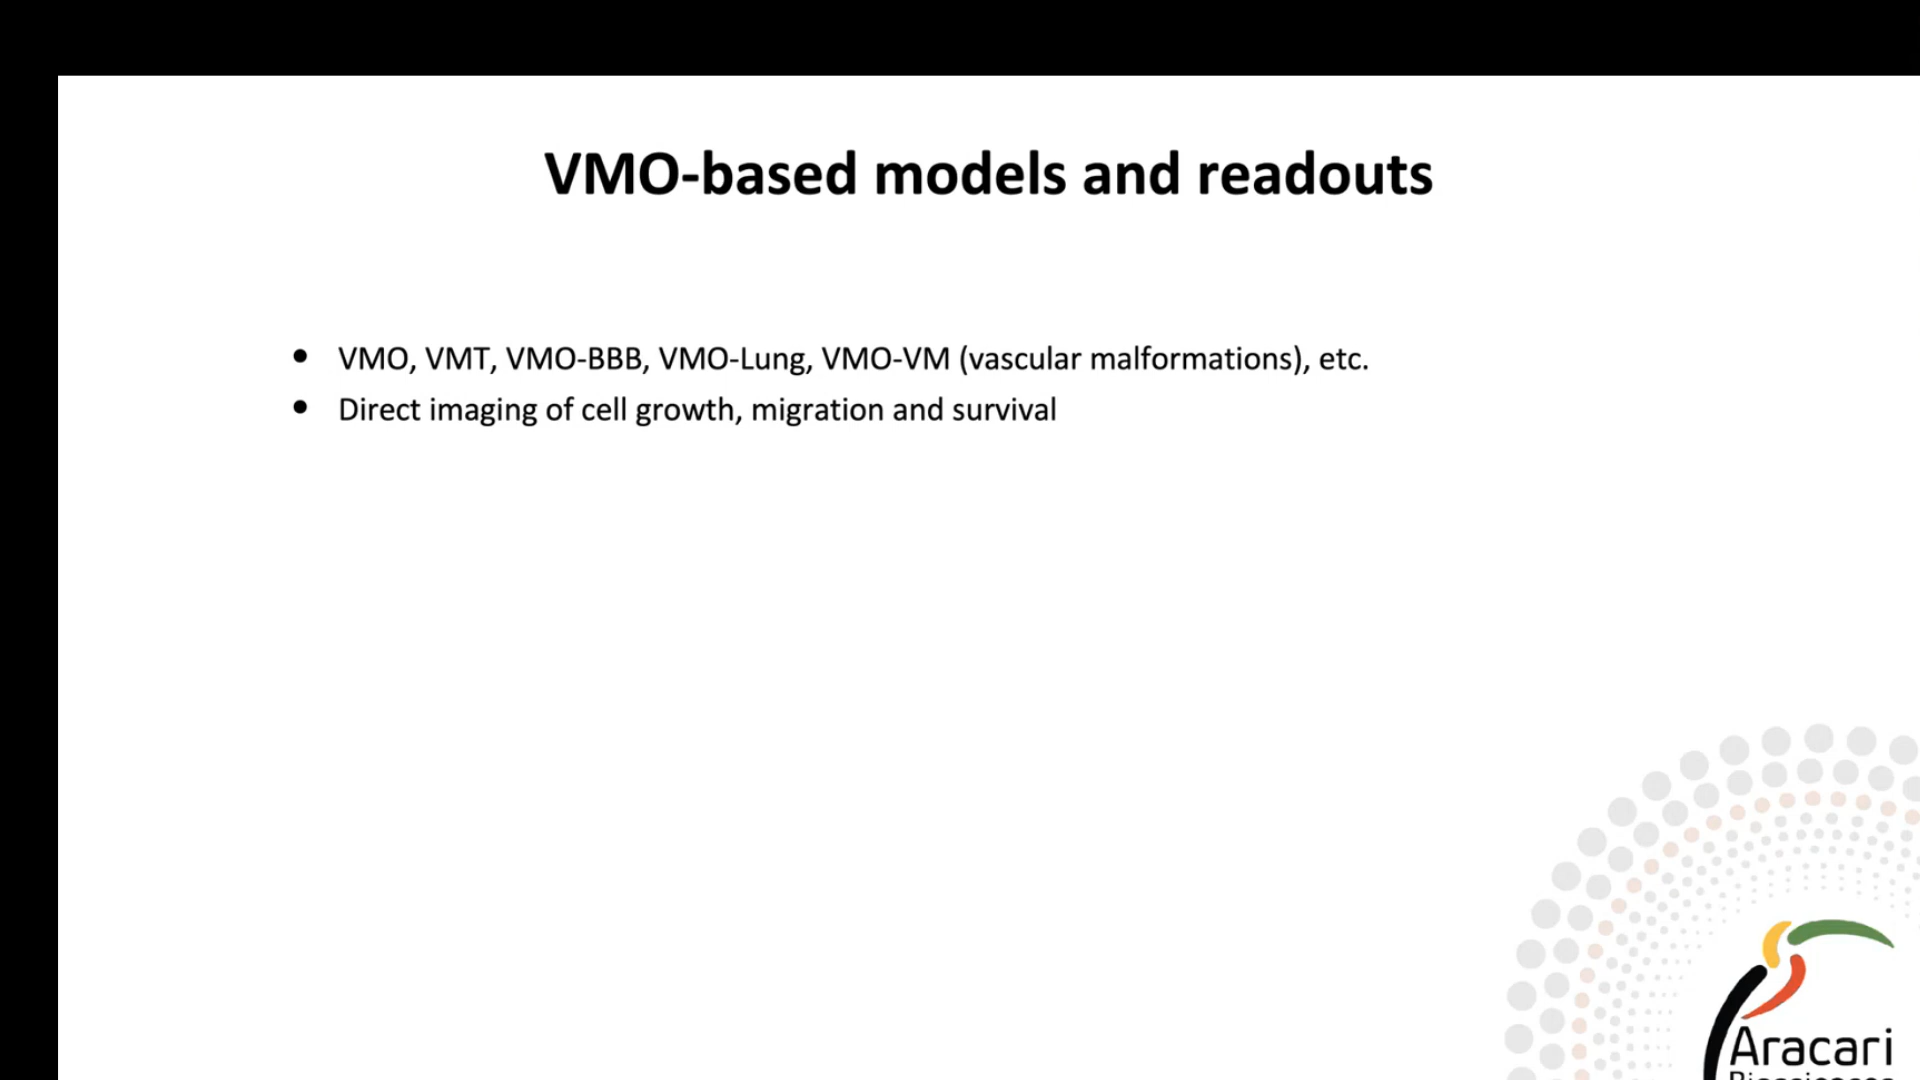 VMO-based models and readouts
• VMO, VMT, VMO-BBB, VMO-Lung, VMO-VM (vascular malformations), etc.
• Direct imaging of cell growth, migration and survival
Aracari